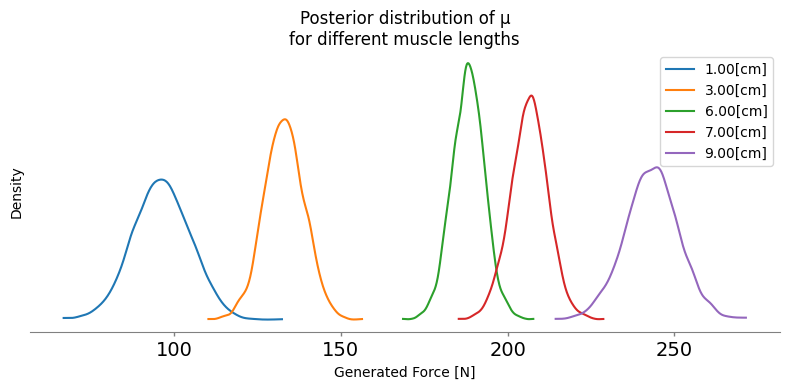 Posterior distribution of μ
for different muscle lengths
1.00[cm]
3.00[cm]
6.00[cm]
7.00[cm]
9.00[cm]
Density
100 150 200 250
Generated Force [N]